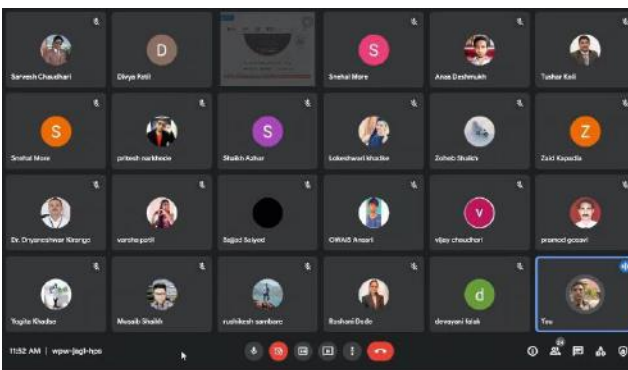 Sarvesh Chaudhari
D
Divya Patil
S
Snehal More
Anas Deshmukh
Tushar Koli
S
Snehal More
pritesh narkhede
S
Shaikh Azhar
Lokeshwari khadke
Zoheb Shaikh
Z
Zaid Kapadia
Dr. Dnyaneshwar Kirange
varsha patil
Sajjad Saiyed
OWAIS Ansari
V
vijay choudhari
pramod gosavi
Yogita Khadse
Musaib Shaikh
rushikesh sambare
Roshani Dode
d
devayani falak
You
11:52 AM | wpw-jagi-hps
24